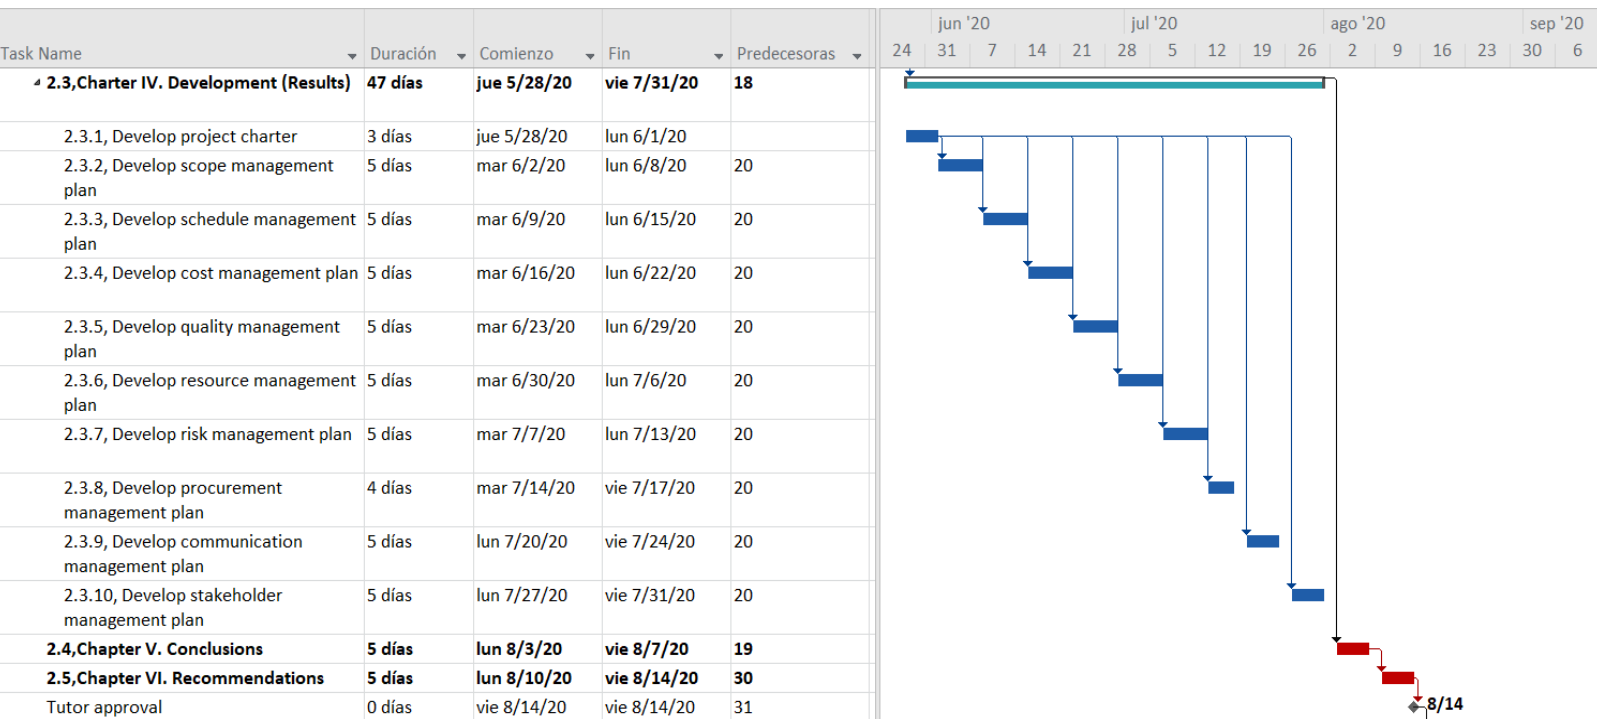 jun '20 jul '20 ago '20 sep '20
Task Name Duración Comienzo Fin Predecesoras 24 31 7 14 21 28 5 12 19 26 2 9 16 23 30 6
2.3,Charter IV. Development (Results) 47 días jue 5/28/20 vie 7/31/20 18
2.3.1, Develop project charter 3 días jue 5/28/20 lun 6/1/20
2.3.2, Develop scope management 5 días mar 6/2/20 lun 6/8/20 20
plan
2.3.3, Develop schedule management 5 días mar 6/9/20 lun 6/15/20 20
plan
2.3.4, Develop cost management plan 5 días mar 6/16/20 lun 6/22/20 20
2.3.5, Develop quality management 5 días mar 6/23/20 lun 6/29/20 20
plan
2.3.6, Develop resource management 5 días mar 6/30/20 lun 7/6/20 20
plan
2.3.7, Develop risk management plan 5 días mar 7/7/20 lun 7/13/20 20
2.3.8, Develop procurement 4 días mar 7/14/20 vie 7/17/20 20
management plan
2.3.9, Develop communication 5 días lun 7/20/20 vie 7/24/20 20
management plan
2.3.10, Develop stakeholder 5 días lun 7/27/20 vie 7/31/20 20
management plan
2.4,Chapter V. Conclusions 5 días lun 8/3/20 vie 8/7/20 19
2.5,Chapter VI. Recommendations 5 días lun 8/10/20 vie 8/14/20 30
Tutor approval 0 días vie 8/14/20 vie 8/14/20 31 8/14